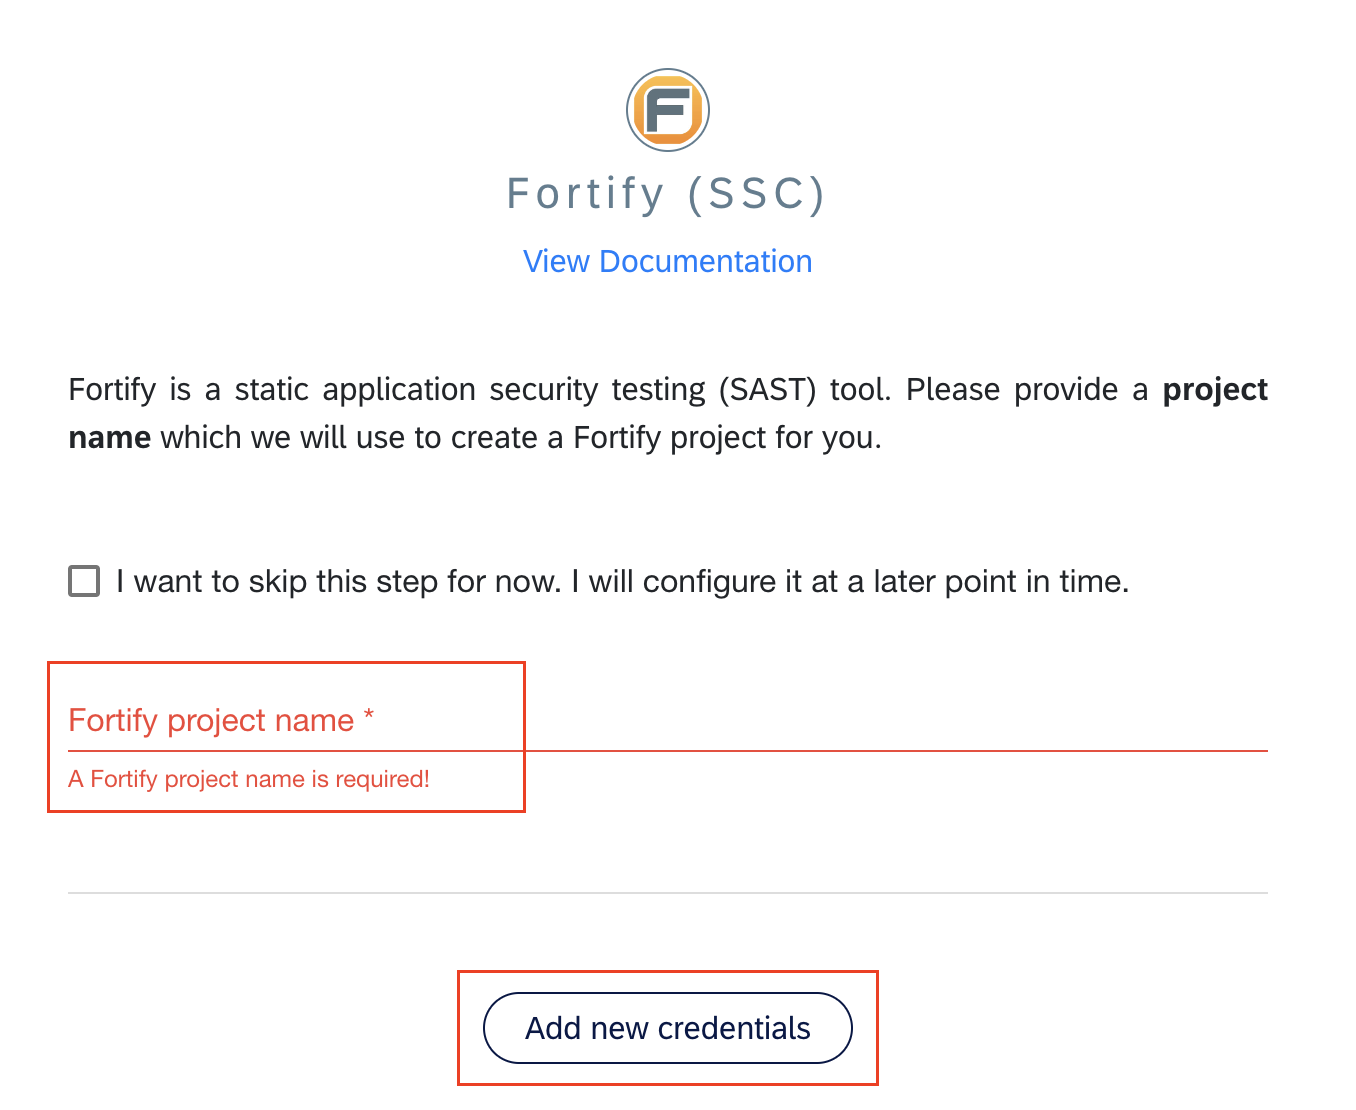 F
Fortify (SSC)
View Documentation
Fortify is a static application security testing (SAST) tool. Please provide a project
name which we will use to create a Fortify project for you.
I want to skip this step for now. I will configure it at a later point in time.
Fortify project name *
A Fortify project name is required!
Add new credentials